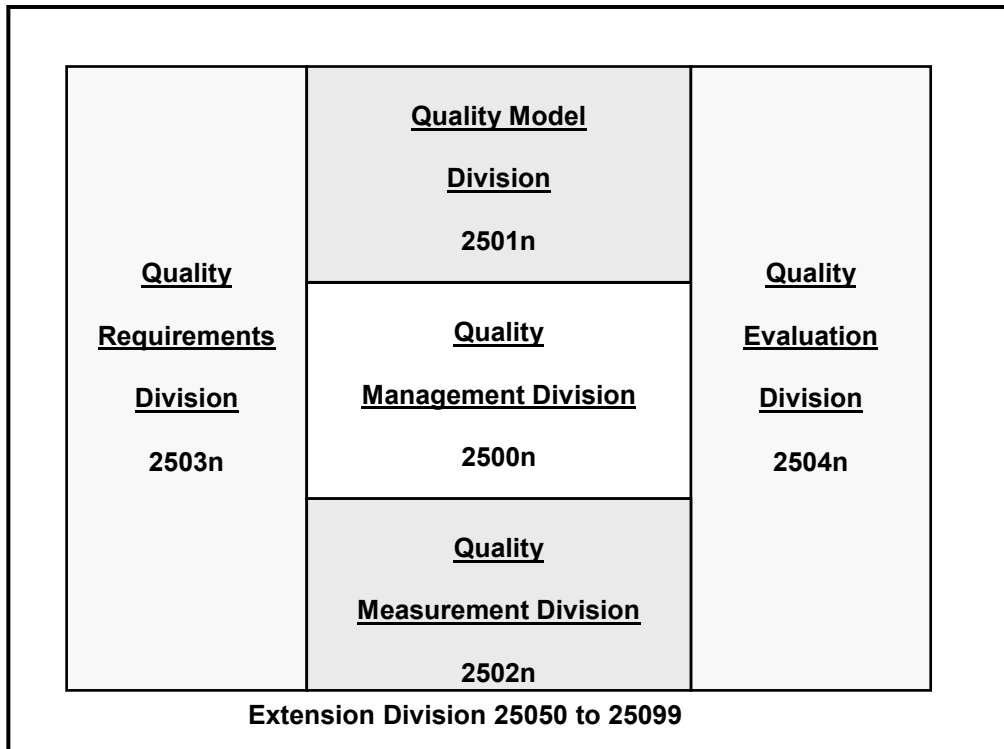 Quality
Requirements
Division
2503n
Quality Model
Division
2501n
Quality
Management Division
2500n
Quality
Measurement Division
2502n
Quality
Evaluation
Division
2504n
Extension Division 25050 to 25099